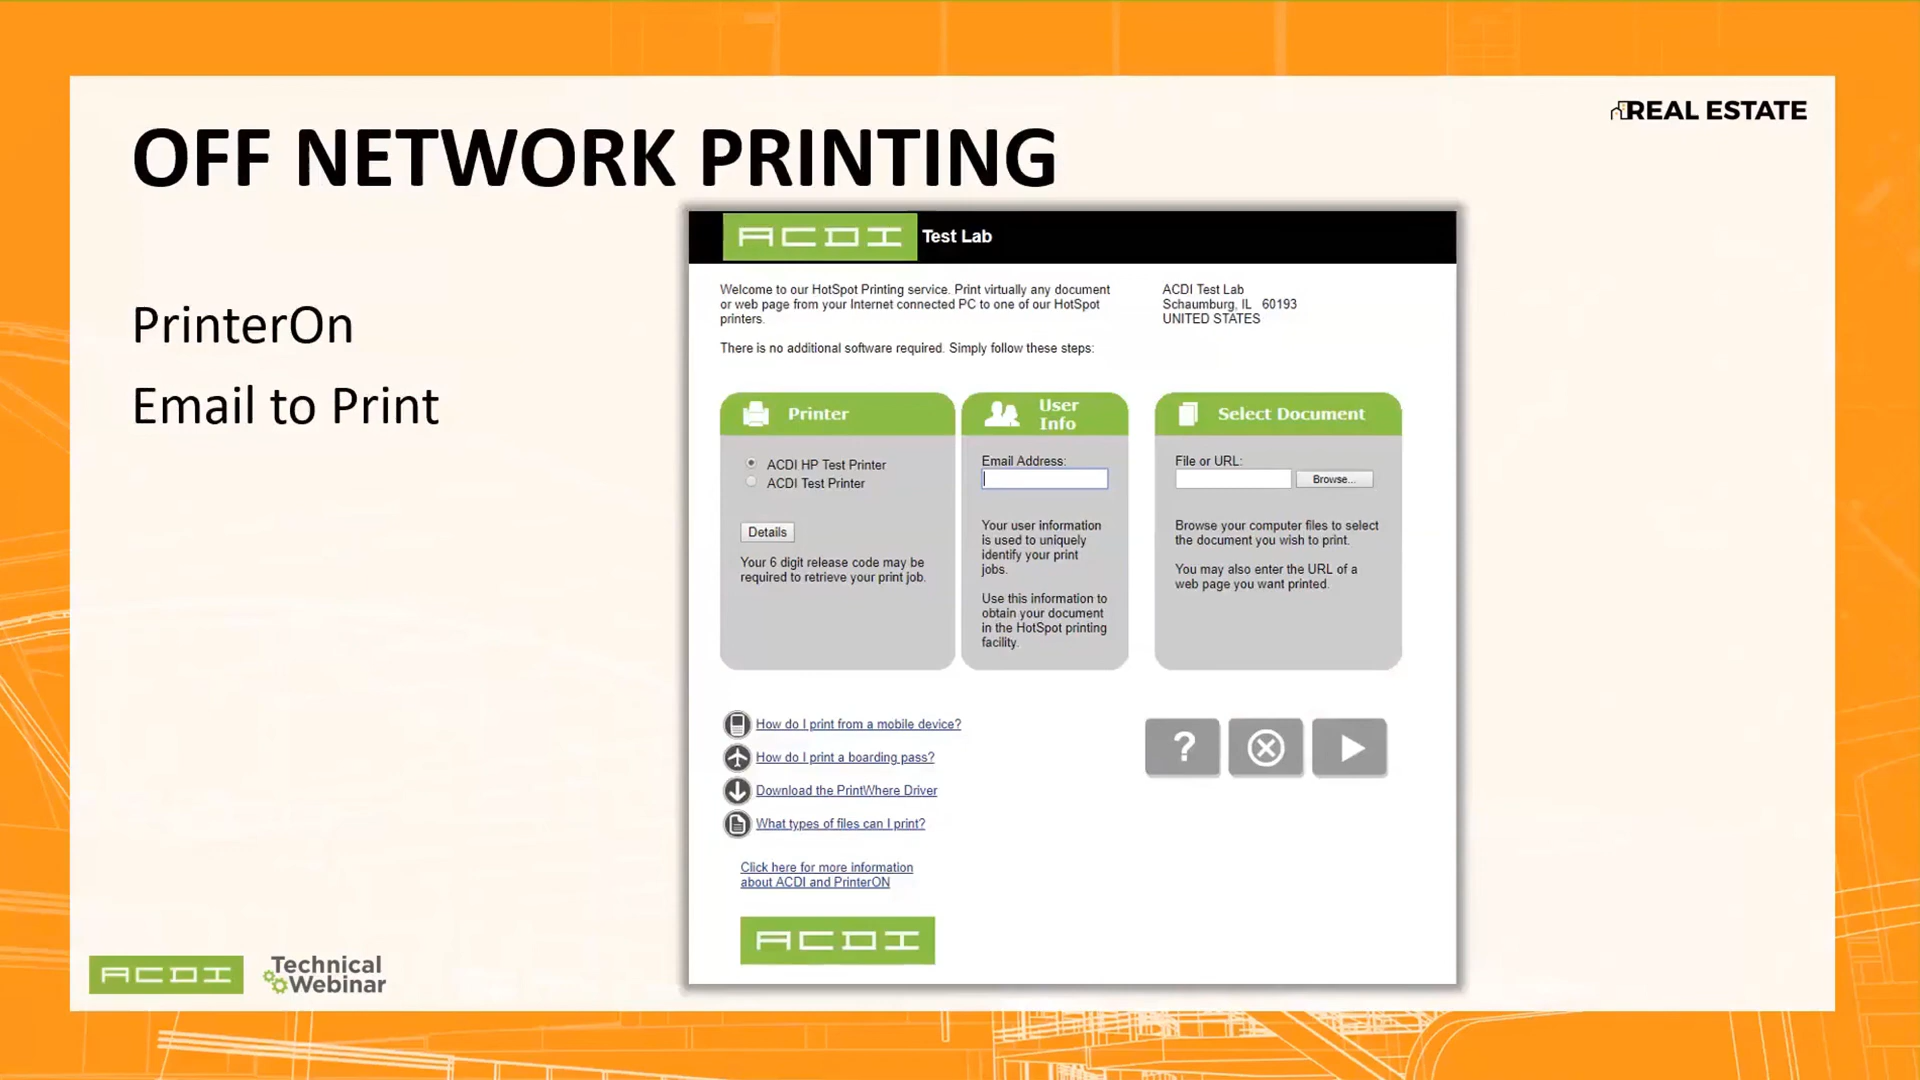 REAL ESTATE
OFF NETWORK PRINTING
PrinterOn
Email to Print
ACDI Test Lab
Welcome to our HotSpot Printing service. Print virtually any document
or web page from your Internet connected PC to one of our HotSpot
printers.
There is no additional software required. Simply follow these steps:
ACDI Test Lab
Schaumburg, IL 60193
UNITED STATES
Printer
ACDI HP Test Printer
ACDI Test Printer
Details
Your 6 digit release code may be
required to retrieve your print job.
User
Info
Email Address:
Your user information
is used to uniquely
identify your print
jobs.
Use this information to
obtain your document
in the HotSpot printing
facility.
Select Document
File or URL:
Browse...
Browse your computer files to select
the document you wish to print.
You may also enter the URL of a
web page you want printed.
How do I print from a mobile device?
How do I print a boarding pass?
Download the PrintWhere Driver
What types of files can I print?
?
Click here for more information
about ACDI and PrinterON
ACDI
ACDI
Technical
Webinar